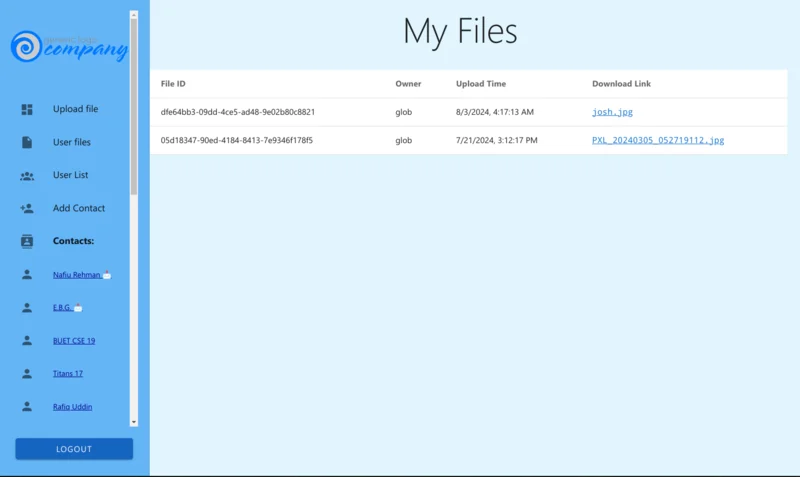 company
Upload file
User files
User List
Add Contact
Contacts:
Nafiu Rehman
E.B.G.
BUET CSE 19
Titans 17
Rafiq Uddin
LOGOUT
My Files
File ID Owner Upload Time Download Link
dfe64bb3-09dd-4ce5-ad48-9e02b80c8821 glob 8/3/2024, 4:17:13 AM josh.jpg
05d18347-90ed-4184-8413-7e9346f178f5 glob 7/21/2024, 3:12:17 PM PXL_20240305_052719112.jpg